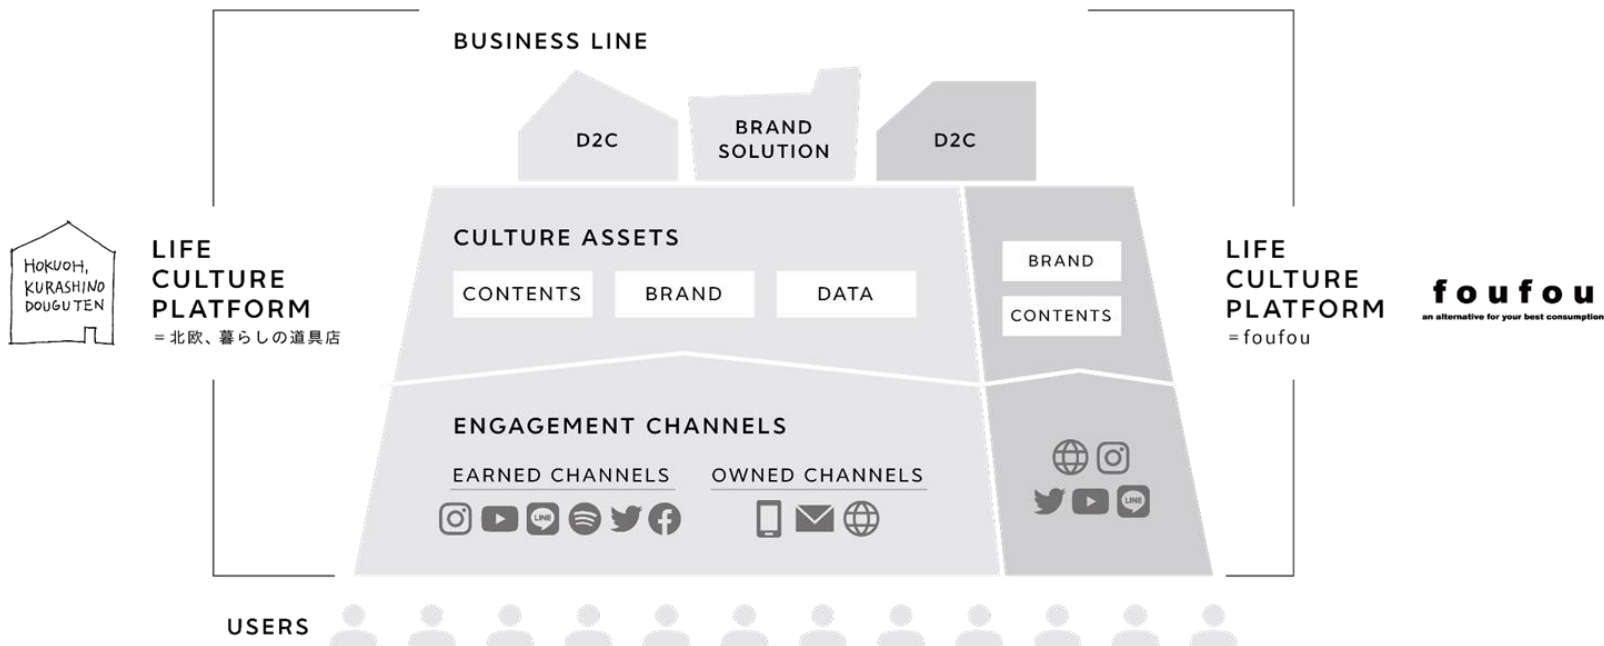 BUSINESS LINE
D2C
BRAND
SOLUTION
D2C
HOKUOH,
KURASHINO
DOUGUTEN
LIFE
CULTURE
PLATFORM
=北欧、暮らしの道具店
CULTURE ASSETS
CONTENTS
BRAND
DATA
BRAND
CONTENTS
LIFE
CULTURE
PLATFORM
=foufou
foufou
an alternative for your best consumption
ENGAGEMENT CHANNELS
EARNED CHANNELS
OWNED CHANNELS
LINE
LINE
USERS